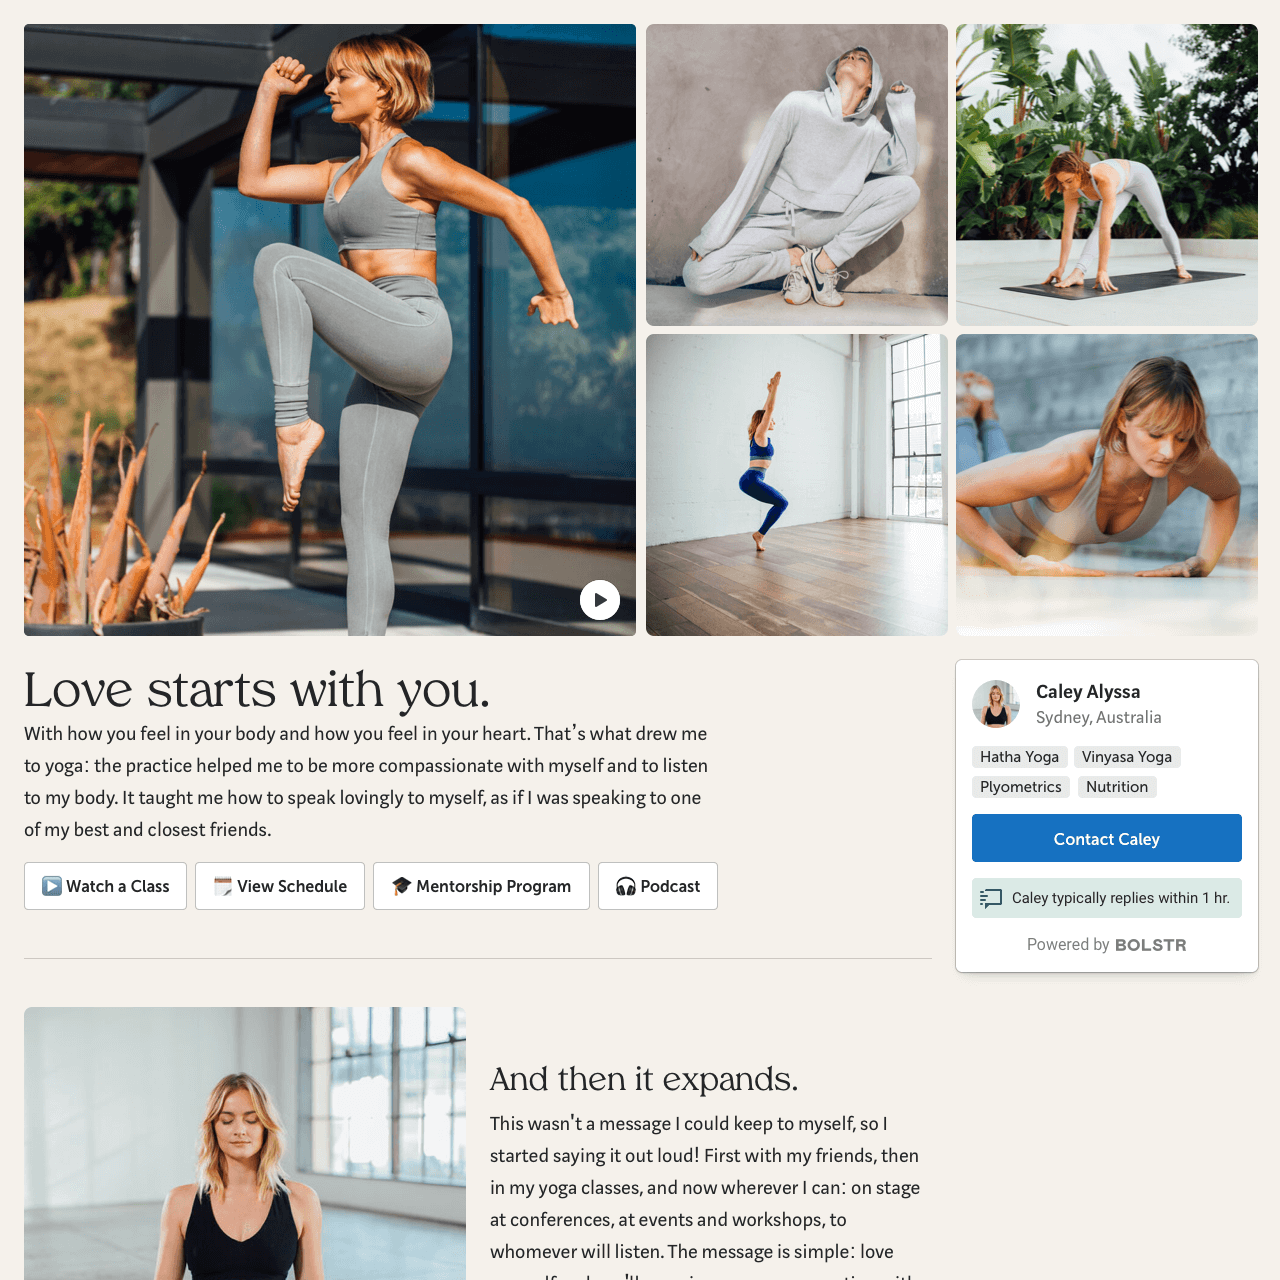 Love starts with you.
With how you feel in your body and how you feel in your heart. That's what drew me
to yoga: the practice helped me to be more compassionate with myself and to listen
to my body. It taught me how to speak lovingly to myself, as if I was speaking to one
of my best and closest friends.
Watch a Class
View Schedule
Mentorship Program
Podcast
Caley Alyssa
Sydney, Australia
Hatha Yoga
Vinyasa Yoga
Plyometrics
Nutrition
Contact Caley
Caley typically replies within 1 hr.
Powered by BOLSTR
And then it expands.
This wasn't a message I could keep to myself, so I
started saying it out loud! First with my friends, then
in my yoga classes, and now wherever I can: on stage
at conferences, at events and workshops, to
whomever will listen. The message is simple: love